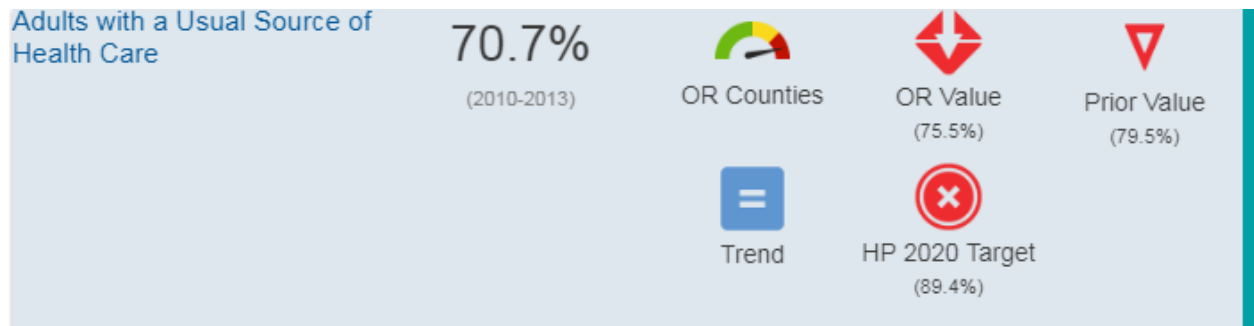 Adults with a Usual Source of
Health Care
70.7%
(2010-2013)
OR Counties
OR Value
(75.5%)
Prior Value
(79.5%)
Trend
HP 2020 Target
(89.4%)